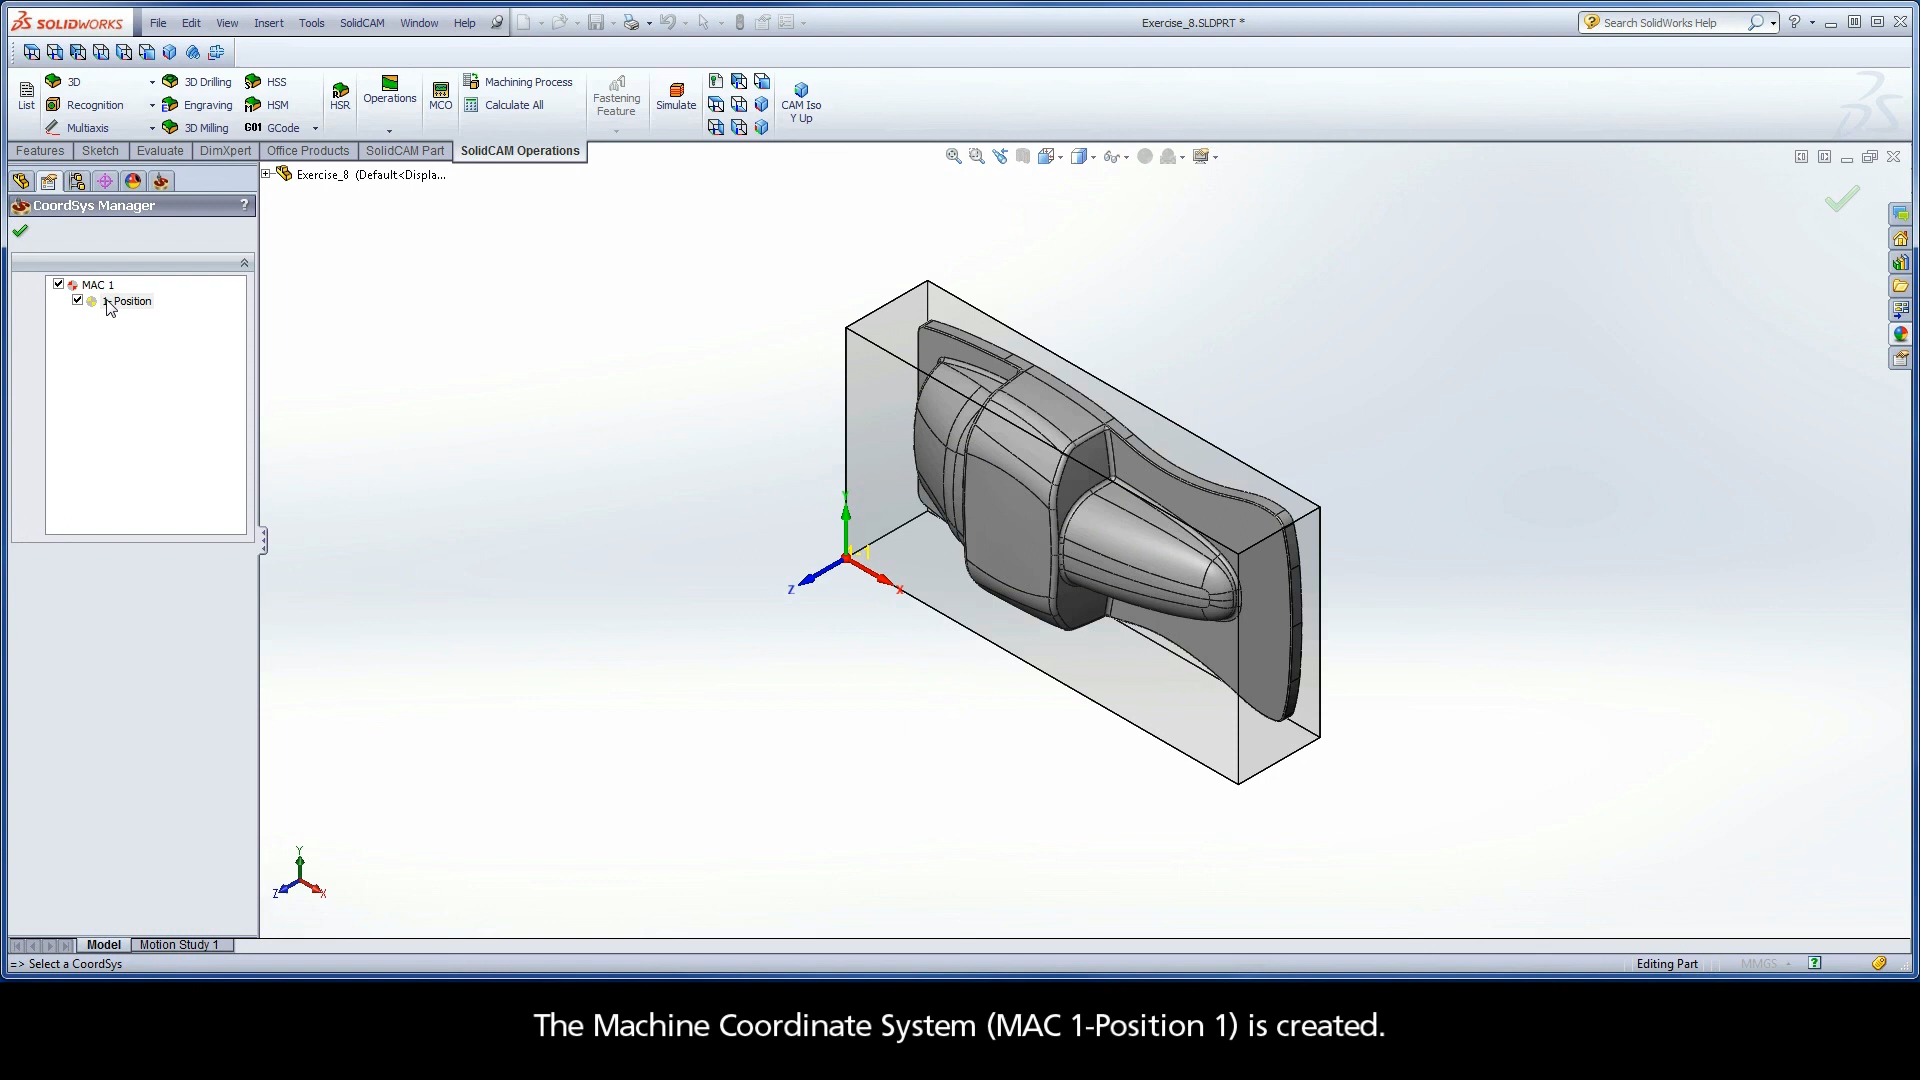 SOLIDWORKS File Edit View Insert Tools SolidCAM Window Help Exercise_8.SLDPRT * Search SolidWorks Help
3D 3D Drilling HSS Machining Process
List Recognition Engraving HSM HSR Operations MCO Calculate All Fastening Feature Simulate CAM Iso Y Up
Multiaxis 3D Milling G01 GCode
Features Sketch Evaluate DimXpert Office Products SolidCAM Part SolidCAM Operations
Exercise_8 (Default<Displa...
CoordSys Manager ?
MAC 1
1- Position
Y
1-1
Z X
Y
Z X
Model Motion Study 1
=> Select a CoordSys Editing Part MMGS
The Machine Coordinate System (MAC 1-Position 1) is created.